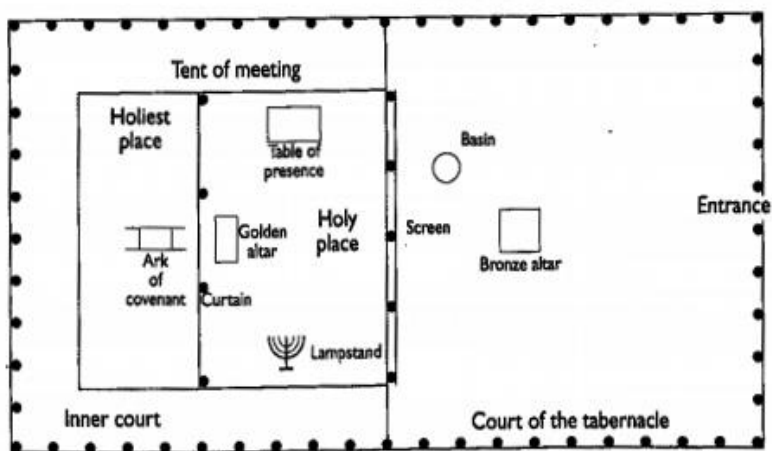 Tent of meeting
Holiest
place
Table of
presence
Basin
Entrance
Golden
altar
Holy
place
Screen
Bronze altar
Ark
of
covenant
Curtain
Lampstand
Inner court
Court of the tabernacle